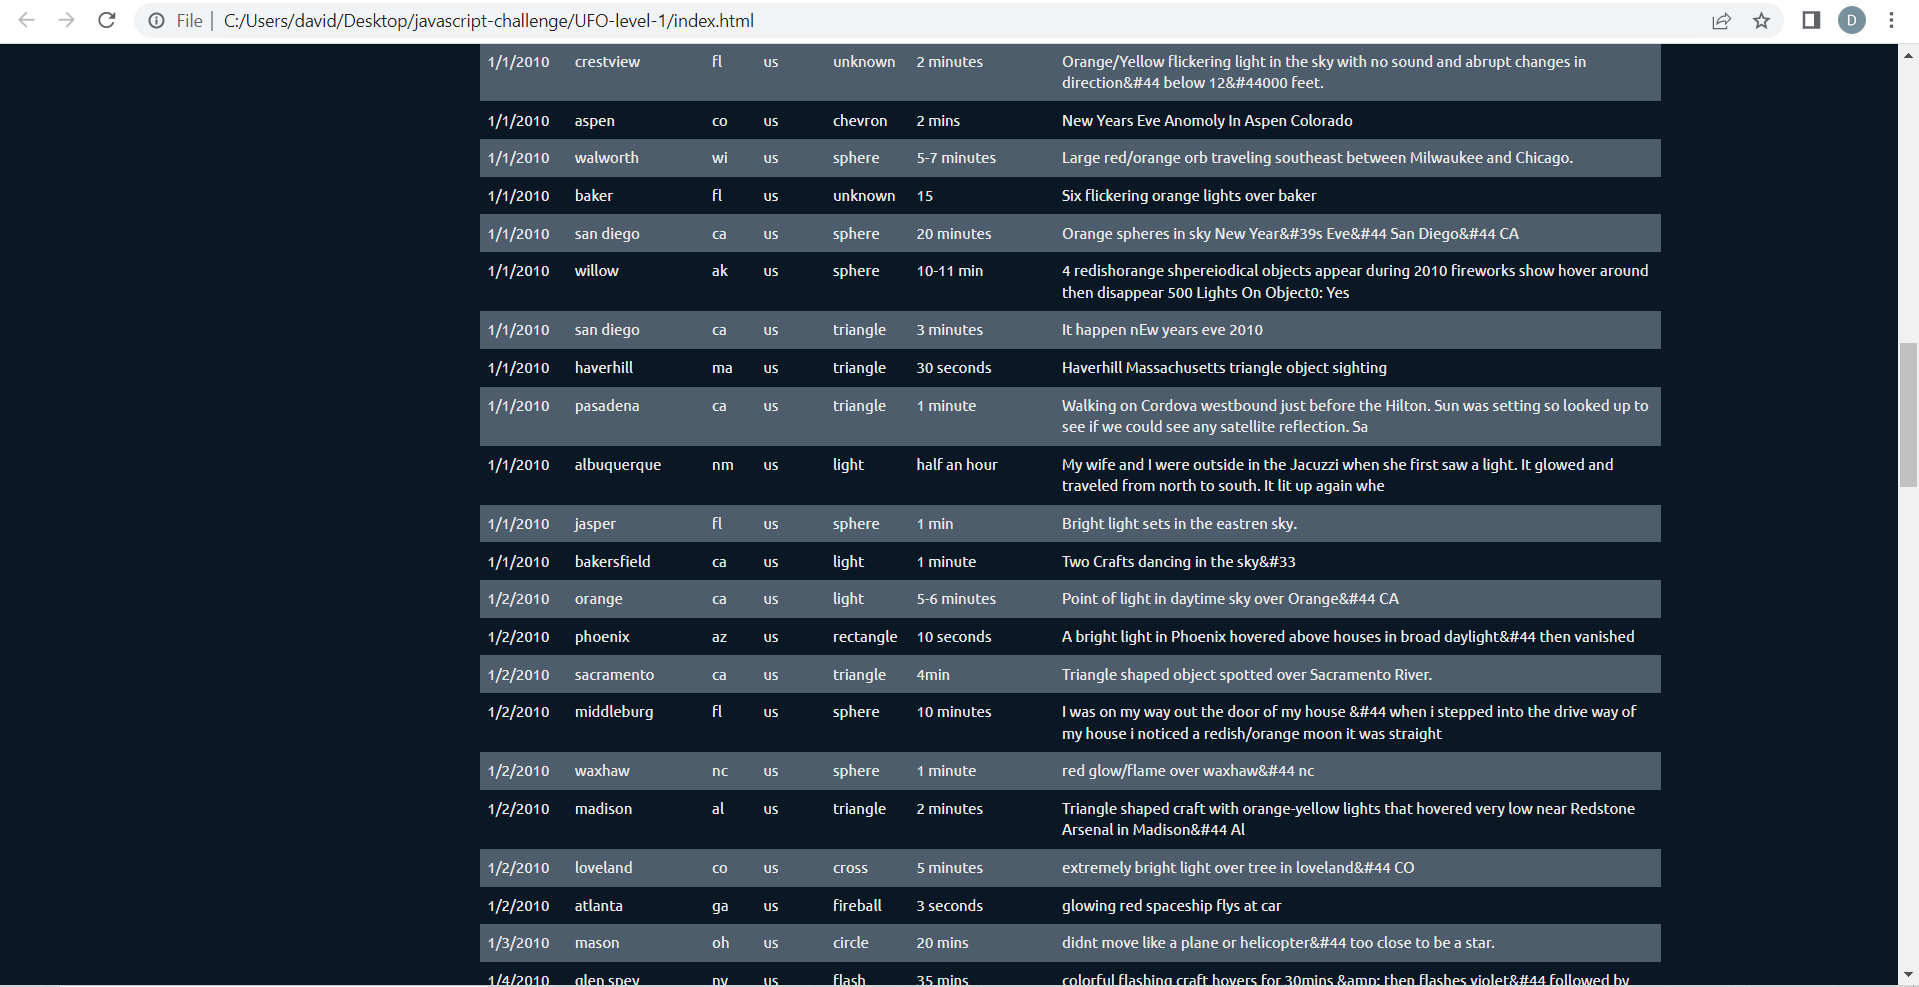 File | C:/Users/david/Desktop/javascript-challenge/UFO-level-1/index.html D
1/1/2010 crestview fl us unknown 2 minutes Orange/Yellow flickering light in the sky with no sound and abrupt changes in
direction&#44 below 12&#44000 feet.
1/1/2010 aspen co us chevron 2 mins New Years Eve Anomoly In Aspen Colorado
1/1/2010 walworth wi us sphere 5-7 minutes Large red/orange orb traveling southeast between Milwaukee and Chicago.
1/1/2010 baker fl us unknown 15 Six flickering orange lights over baker
1/1/2010 san diego ca us sphere 20 minutes Orange spheres in sky New Year&#39s Eve&#44 San Diego&#44 CA
1/1/2010 willow ak us sphere 10-11 min 4 redishorange shpereiodical objects appear during 2010 fireworks show hover around
then disappear 500 Lights On Object0: Yes
1/1/2010 san diego ca us triangle 3 minutes It happen nEw years eve 2010
1/1/2010 haverhill ma us triangle 30 seconds Haverhill Massachusetts triangle object sighting
1/1/2010 pasadena ca us triangle 1 minute Walking on Cordova westbound just before the Hilton. Sun was setting so looked up to
see if we could see any satellite reflection. Sa
1/1/2010 albuquerque nm us light half an hour My wife and I were outside in the Jacuzzi when she first saw a light. It glowed and
traveled from north to south. It lit up again whe
1/1/2010 jasper fl us sphere 1 min Bright light sets in the eastren sky.
1/1/2010 bakersfield ca us light 1 minute Two Crafts dancing in the sky&#33
1/2/2010 orange ca us light 5-6 minutes Point of light in daytime sky over Orange&#44 CA
1/2/2010 phoenix az us rectangle 10 seconds A bright light in Phoenix hovered above houses in broad daylight&#44 then vanished
1/2/2010 sacramento ca us triangle 4min Triangle shaped object spotted over Sacramento River.
1/2/2010 middleburg fl us sphere 10 minutes I was on my way out the door of my house &#44 when i stepped into the drive way of
my house i noticed a redish/orange moon it was straight
1/2/2010 waxhaw nc us sphere 1 minute red glow/flame over waxhaw&#44 nc
1/2/2010 madison al us triangle 2 minutes Triangle shaped craft with orange-yellow lights that hovered very low near Redstone
Arsenal in Madison&#44 Al
1/2/2010 loveland co us cross 5 minutes extremely bright light over tree in loveland&#44 CO
1/2/2010 atlanta ga us fireball 3 seconds glowing red spaceship flys at car
1/3/2010 mason oh us circle 20 mins didnt move like a plane or helicopter&#44 too close to be a star.
1/4/2010 glen spey ny us flash 35 mins colorful flashing craft hovers for 30mins &amp; then flashes violet&#44 followed by